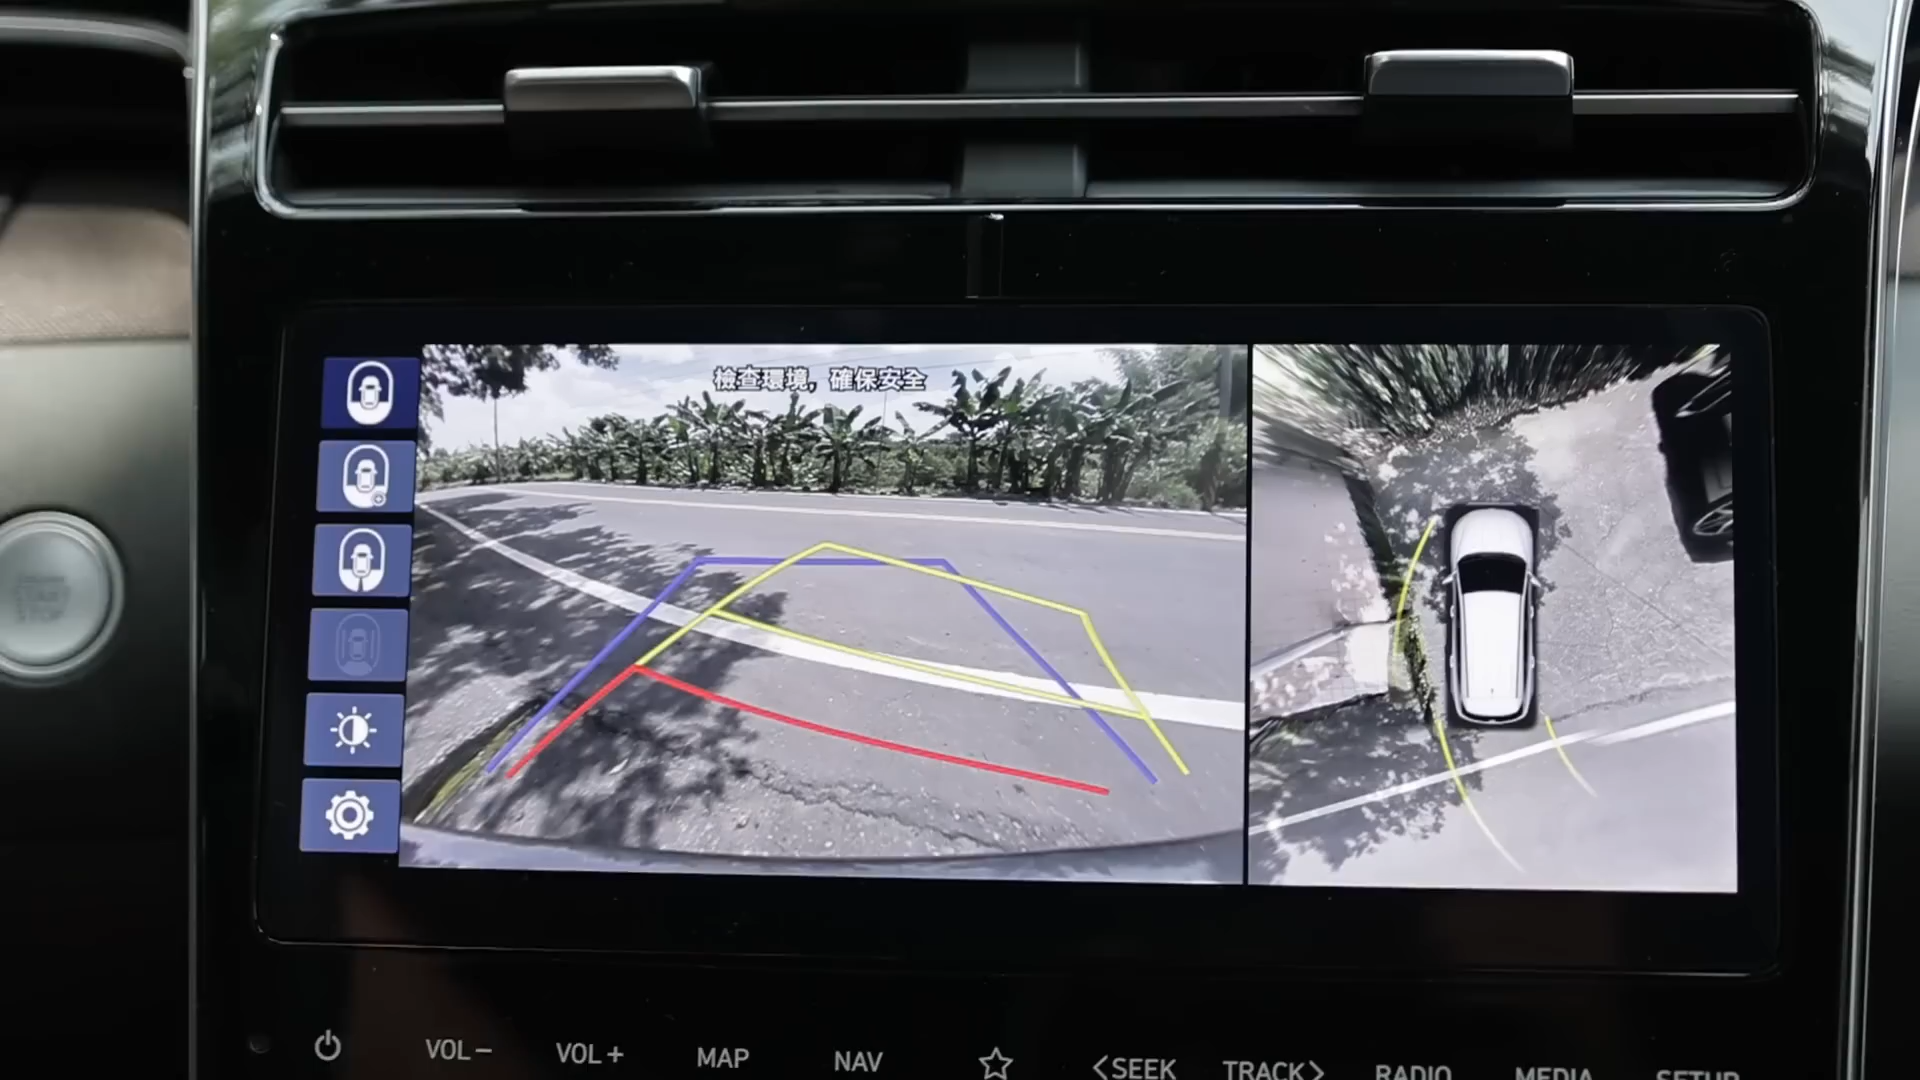 檢查環境，確保安全
VOL−
VOL+
MAP
NAV
<SEEK
TRACK>
RADIO
MEDIA
SETUP